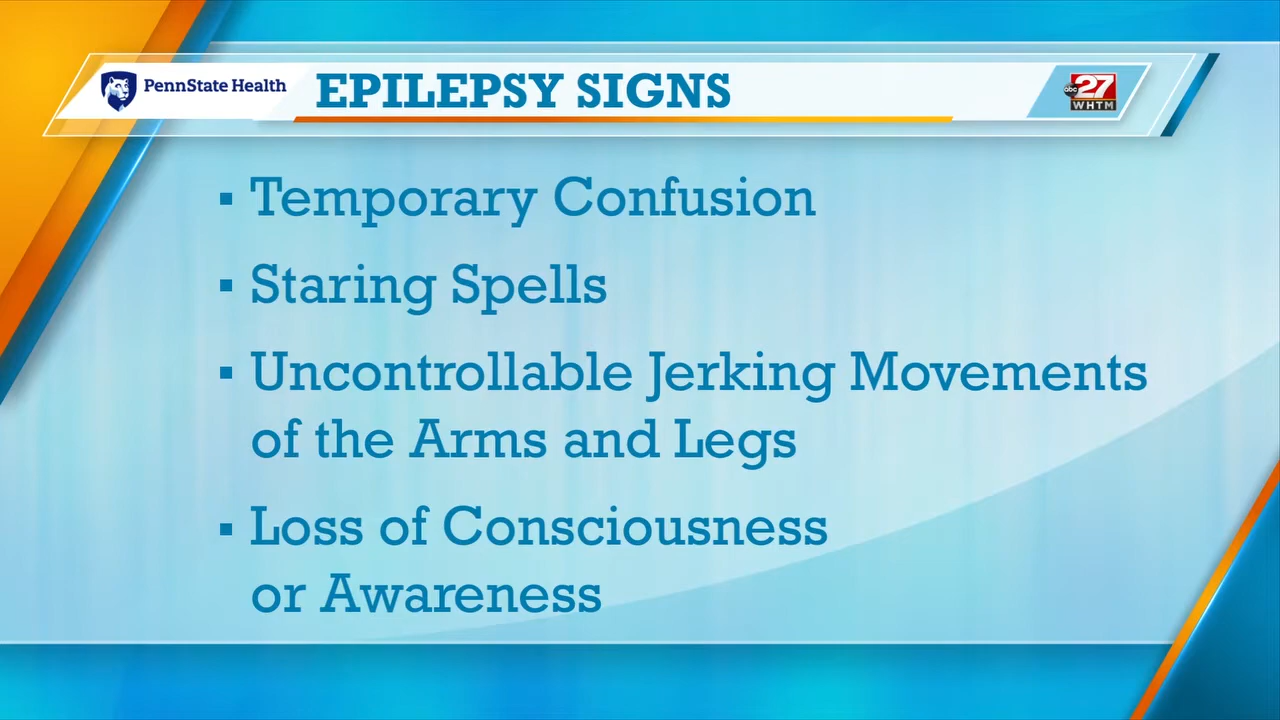 PennState Health
EPILEPSY SIGNS
abc 27
WHTM
▪ Temporary Confusion
▪ Staring Spells
▪ Uncontrollable Jerking Movements
of the Arms and Legs
▪ Loss of Consciousness
or Awareness